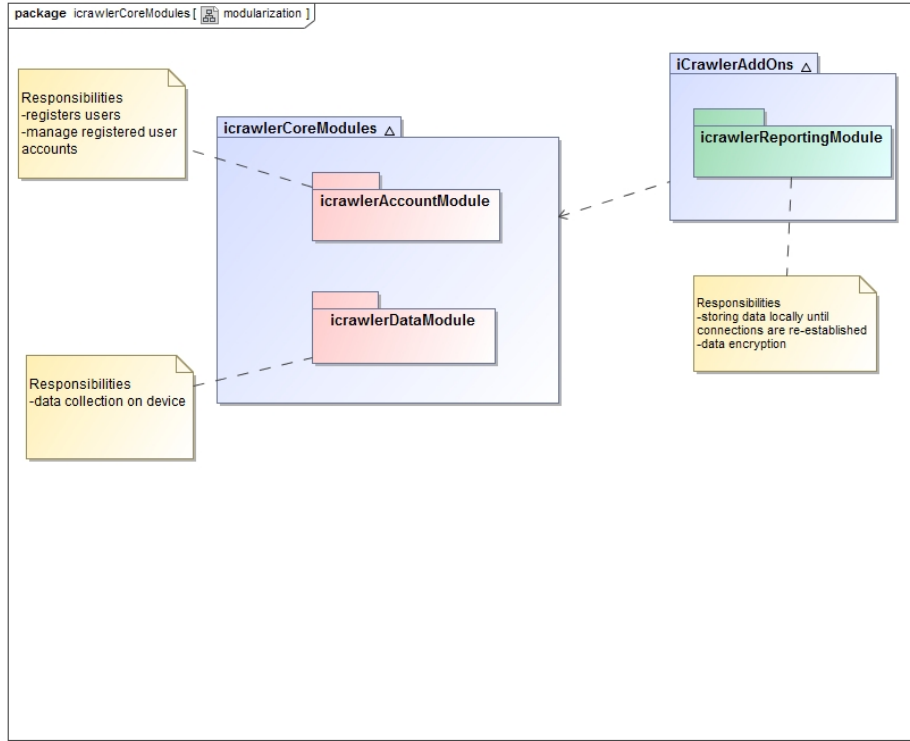 package icrawlerCoreModules [ modularization ]
iCrawlerAddOns
Responsibilities
-registers users
-manage registered user
accounts
icrawlerCoreModules
icrawlerReportingModule
icrawlerAccountModule
icrawlerDataModule
Responsibilities
-storing data locally until
connections are re-established
-data encryption
Responsibilities
-data collection on device